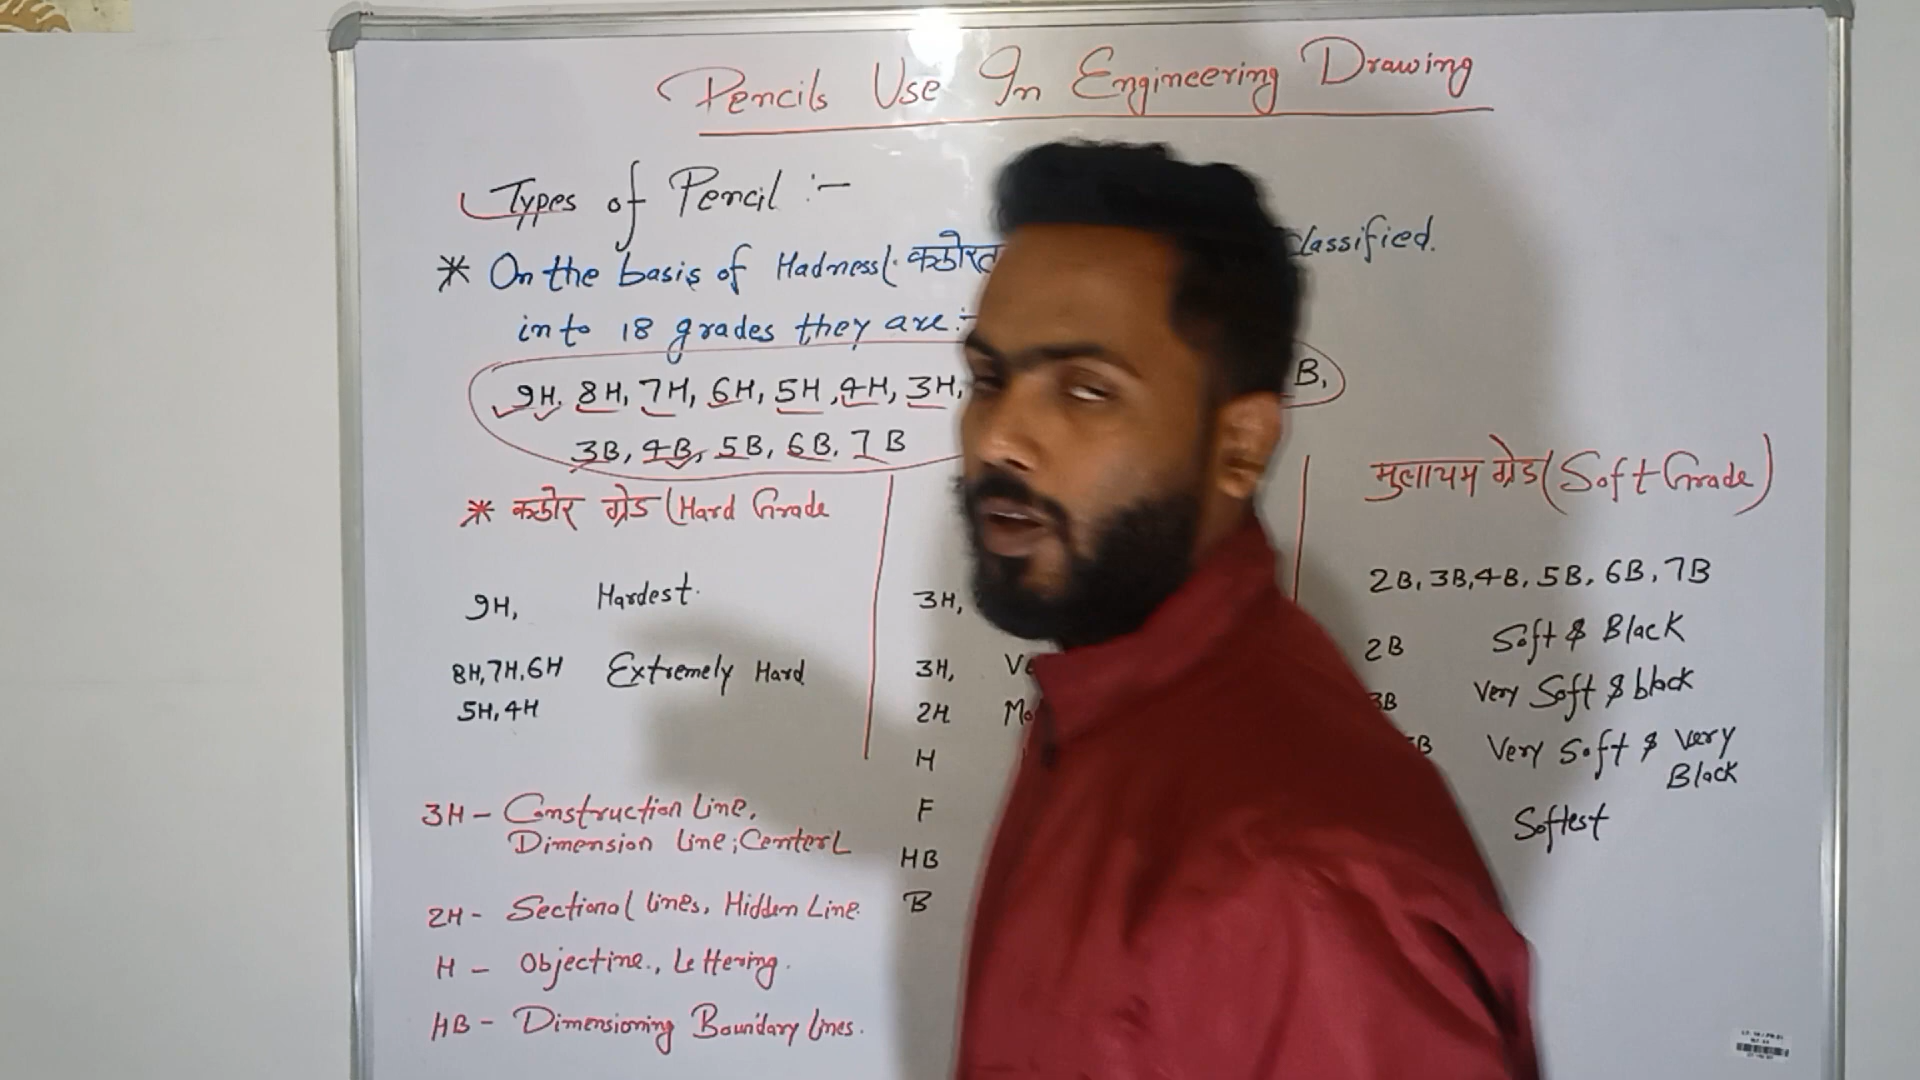 Pencils Use In Engineering Drawing
Types of Pencil :-
* On the basis of Hadness( कठोरत classified.
into 18 grades they are :-
9H, 8H, 7H, 6H, 5H, 4H, 3H, B,
3B, 4B, 5B, 6B, 7B
* कठोर ग्रेड (Hard Grade
9H, Hardest.
8H, 7H, 6H Extremely Hard
5H, 4H
3H,
3H,
2H
H
F
HB
B
मुलायम ग्रेड (Soft Grade)
2B, 3B, 4B, 5B, 6B, 7B
2B Soft & Black
3B Very Soft & black
Very Soft & Very
Black
Softest
3H - Construction Line,
Dimension Line; Center L
2H - Sectional lines, Hidden Line.
H - Objectine., Lettering.
HB - Dimensioning Boundary lines.